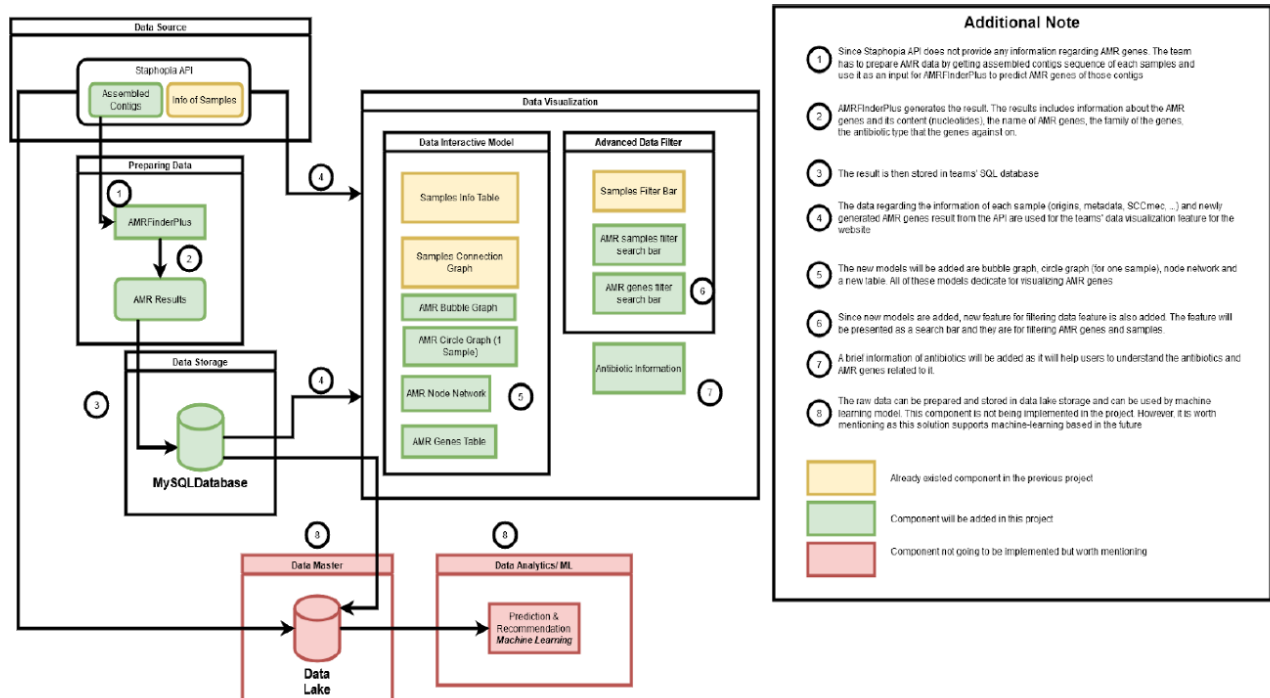 Data Source
Staphopia API
Assembled
Contigs
Info of Samples
Preparing Data
1
AMRFinderPlus
2
AMR Results
Data Storage
3
MySQLDatabase
4
4
Data Visualization
Data Interactive Model
Samples Info Table
Samples Connection
Graph
AMR Bubble Graph
AMR Circle Graph (1
Sample)
AMR Node Network
5
AMR Genes Table
Advanced Data Filter
Samples Filter Bar
AMR samples filter
search bar
AMR genes filter
search bar
6
Antibiotic Information
7
8
Data Master
Data
Lake
8
Data Analytics/ ML
Prediction &
Recommendation
Machine Learning
Additional Note
1
Since Staphopia API does not provide any information regarding AMR genes. The team
has to prepare AMR data by getting assembled contigs sequence of each samples and
use it as an input for AMRFinderPlus to predict AMR genes of those contigs
2
AMRFinderPlus generates the result. The results includes information about the AMR
genes and its content (nucleotides), the name of AMR genes, the family of the genes,
the antibiotic type that the genes against on.
3
The result is then stored in teams' SQL database
4
The data regarding the information of each sample (origins, metadata, SCCmec, ...) and newly
generated AMR genes result from the API are used for the teams' data visualization feature for the
website
5
The new models will be added are bubble graph, circle graph (for one sample), node network and
a new table. All of these models dedicate for visualizing AMR genes
6
Since new models are added, new feature for filtering data feature is also added. The feature will
be presented as a search bar and they are for filtering AMR genes and samples.
7
A brief information of antibiotics will be added as it will help users to understand the antibiotics and
AMR genes related to it.
8
The raw data can be prepared and stored in data lake storage and can be used by machine
learning model. This component is not being implemented in the project. However, it is worth
mentioning as this solution supports machine-learning based in the future
Already existed component in the previous project
Component will be added in this project
Component not going to be implemented but worth mentioning